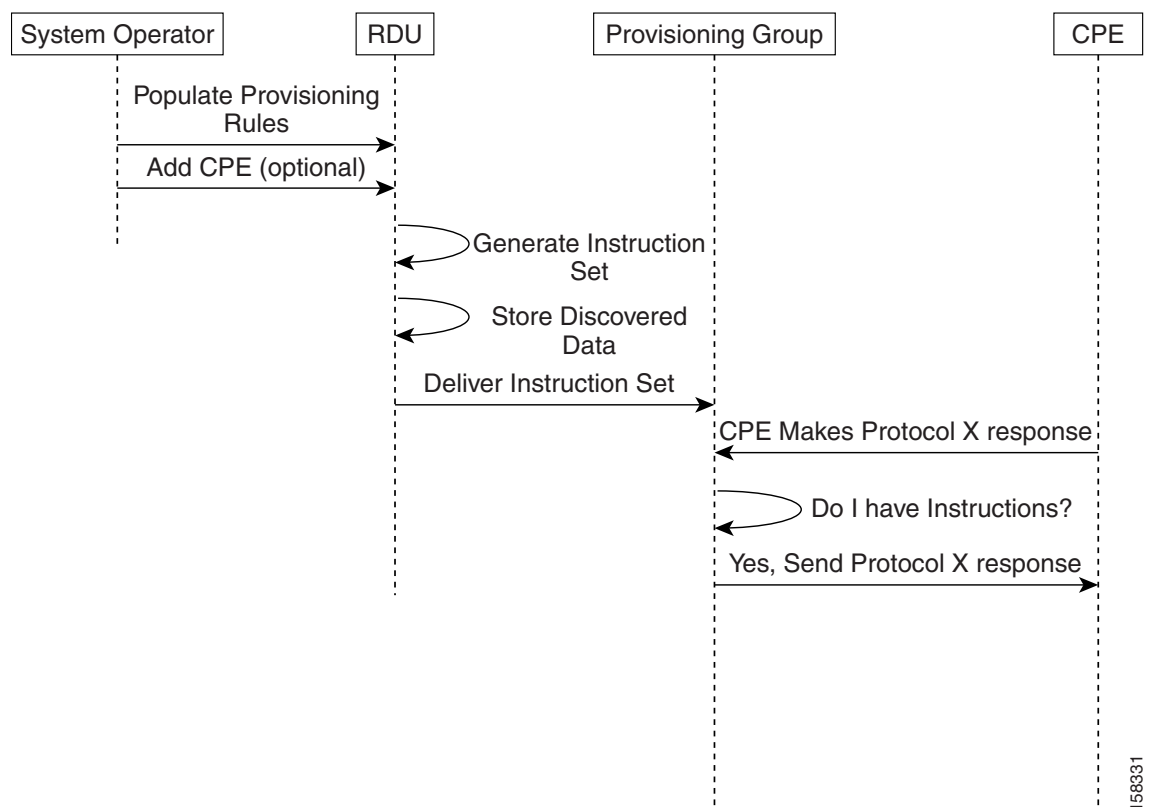 System Operator
RDU
Provisioning Group
CPE
Populate Provisioning
Rules
Add CPE (optional)
Generate Instruction
Set
Store Discovered
Data
Deliver Instruction Set
CPE Makes Protocol X response
Do I have Instructions?
Yes, Send Protocol X response
158331